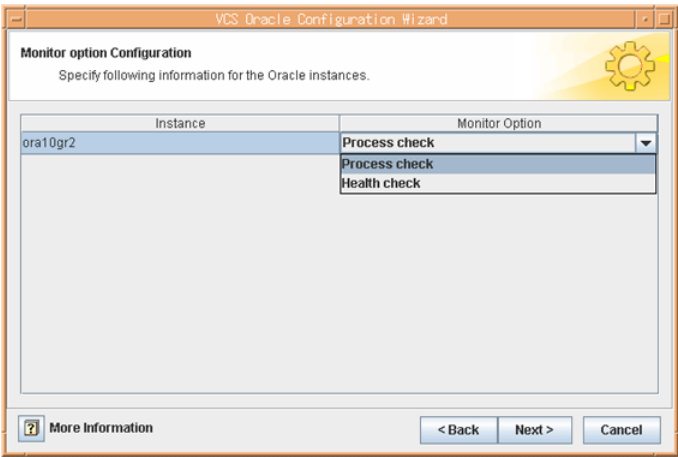 VCS Oracle Configuration Wizard
Monitor option Configuration
Specify following information for the Oracle instances.
Instance Monitor Option
ora10gr2 Process check
Process check
Health check
? More Information < Back Next > Cancel